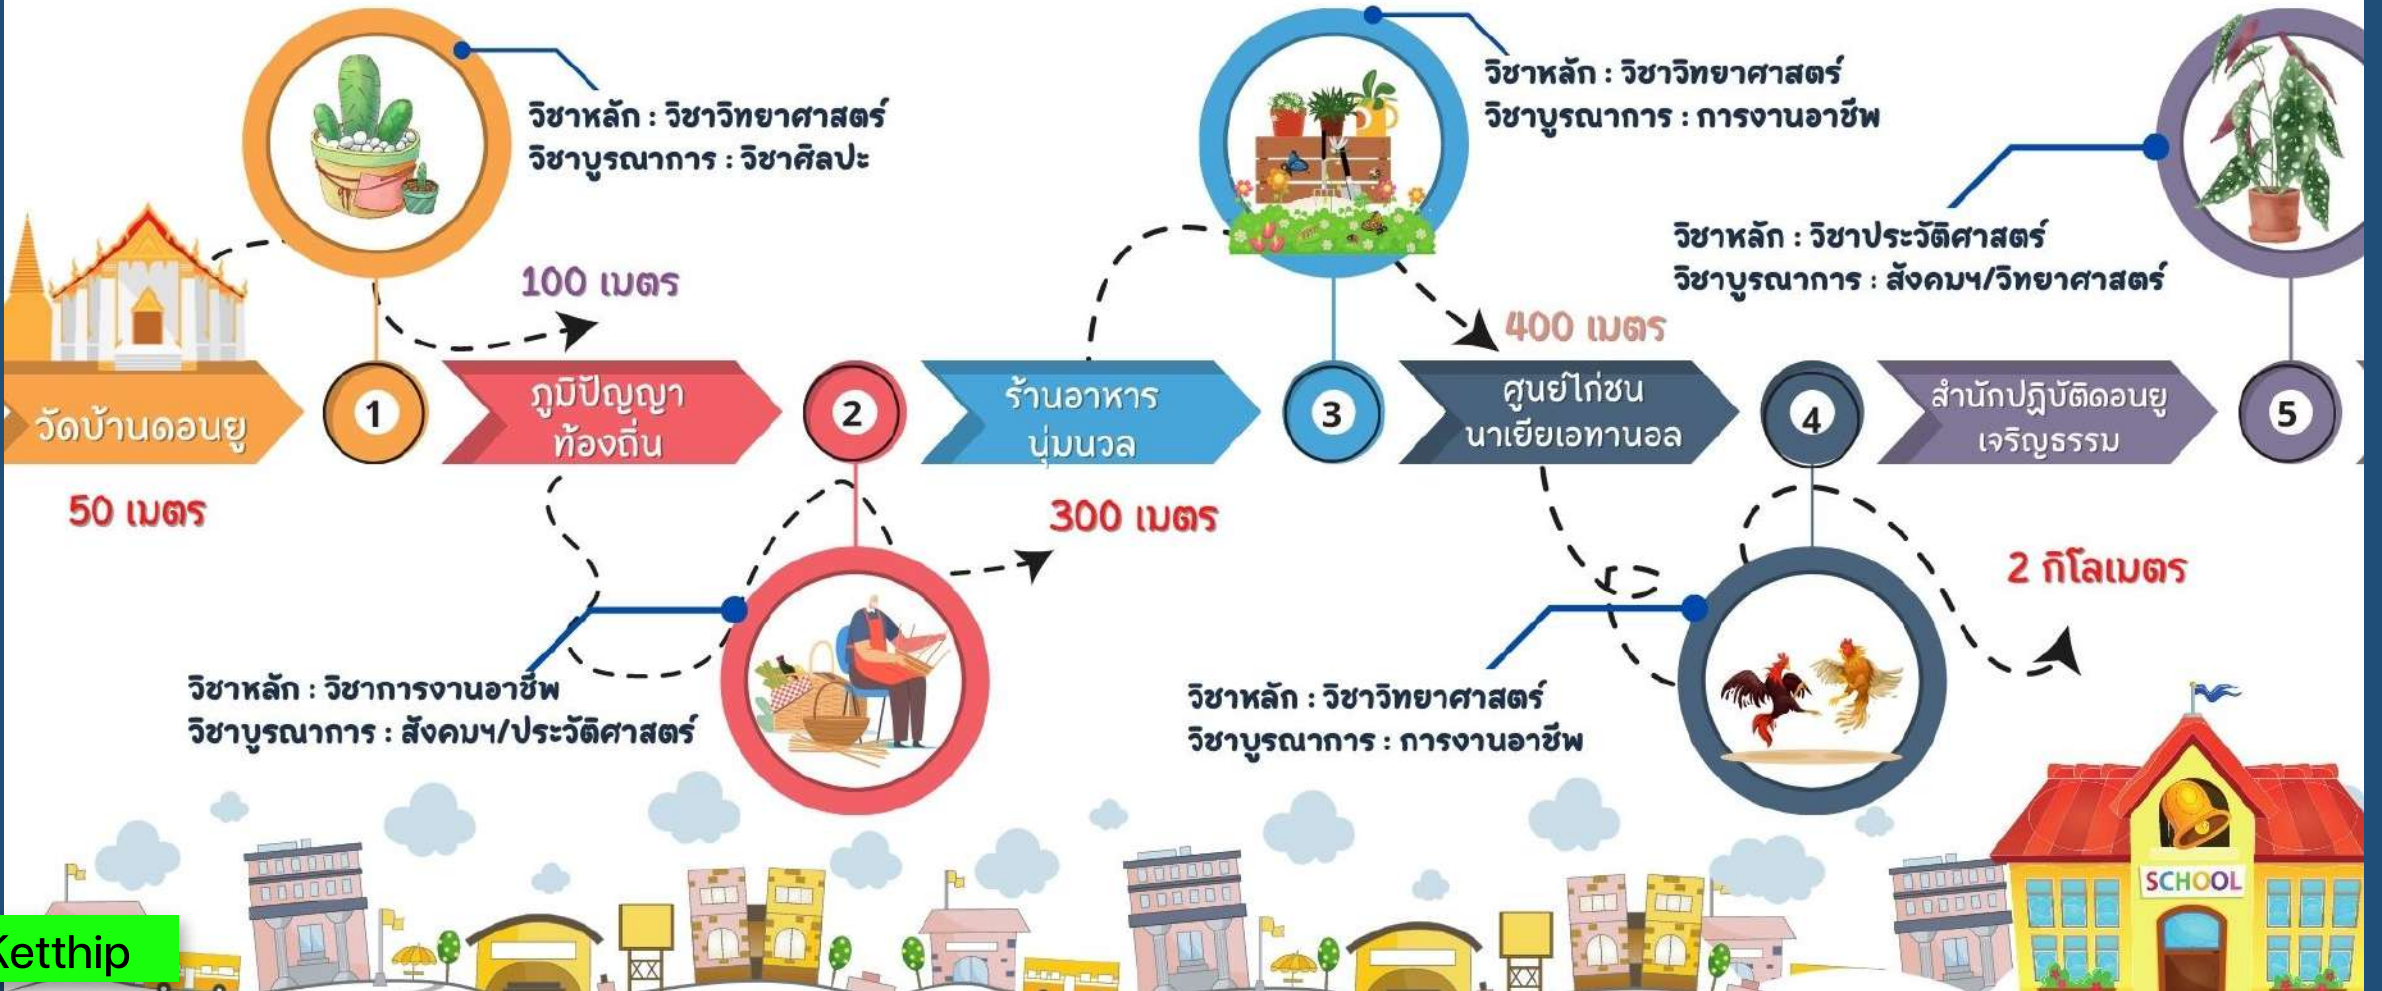 วิชาหลัก : วิชาวิทยาศาสตร์
วิชาบูรณาการ : วิชาศิลปะ
วิชาหลัก : วิชาวิทยาศาสตร์
วิชาบูรณาการ : การงานอาชีพ
วิชาหลัก : วิชาประวัติศาสตร์
วิชาบูรณาการ : สังคมฯ/วิทยาศาสตร์
100 เมตร
400 เมตร
วัดบ้านดอนยู
1
ภูมิปัญญา
ท้องถิ่น
2
ร้านอาหาร
นุ่มนวล
3
ศูนย์ไก่ชน
นาเยียเอทานอล
4
สำนักปฏิบัติดอนยู
เจริญธรรม
5
50 เมตร
300 เมตร
2 กิโลเมตร
วิชาหลัก : วิชาการงานอาชีพ
วิชาบูรณาการ : สังคมฯ/ประวัติศาสตร์
วิชาหลัก : วิชาวิทยาศาสตร์
วิชาบูรณาการ : การงานอาชีพ
SCHOOL
Ketthip